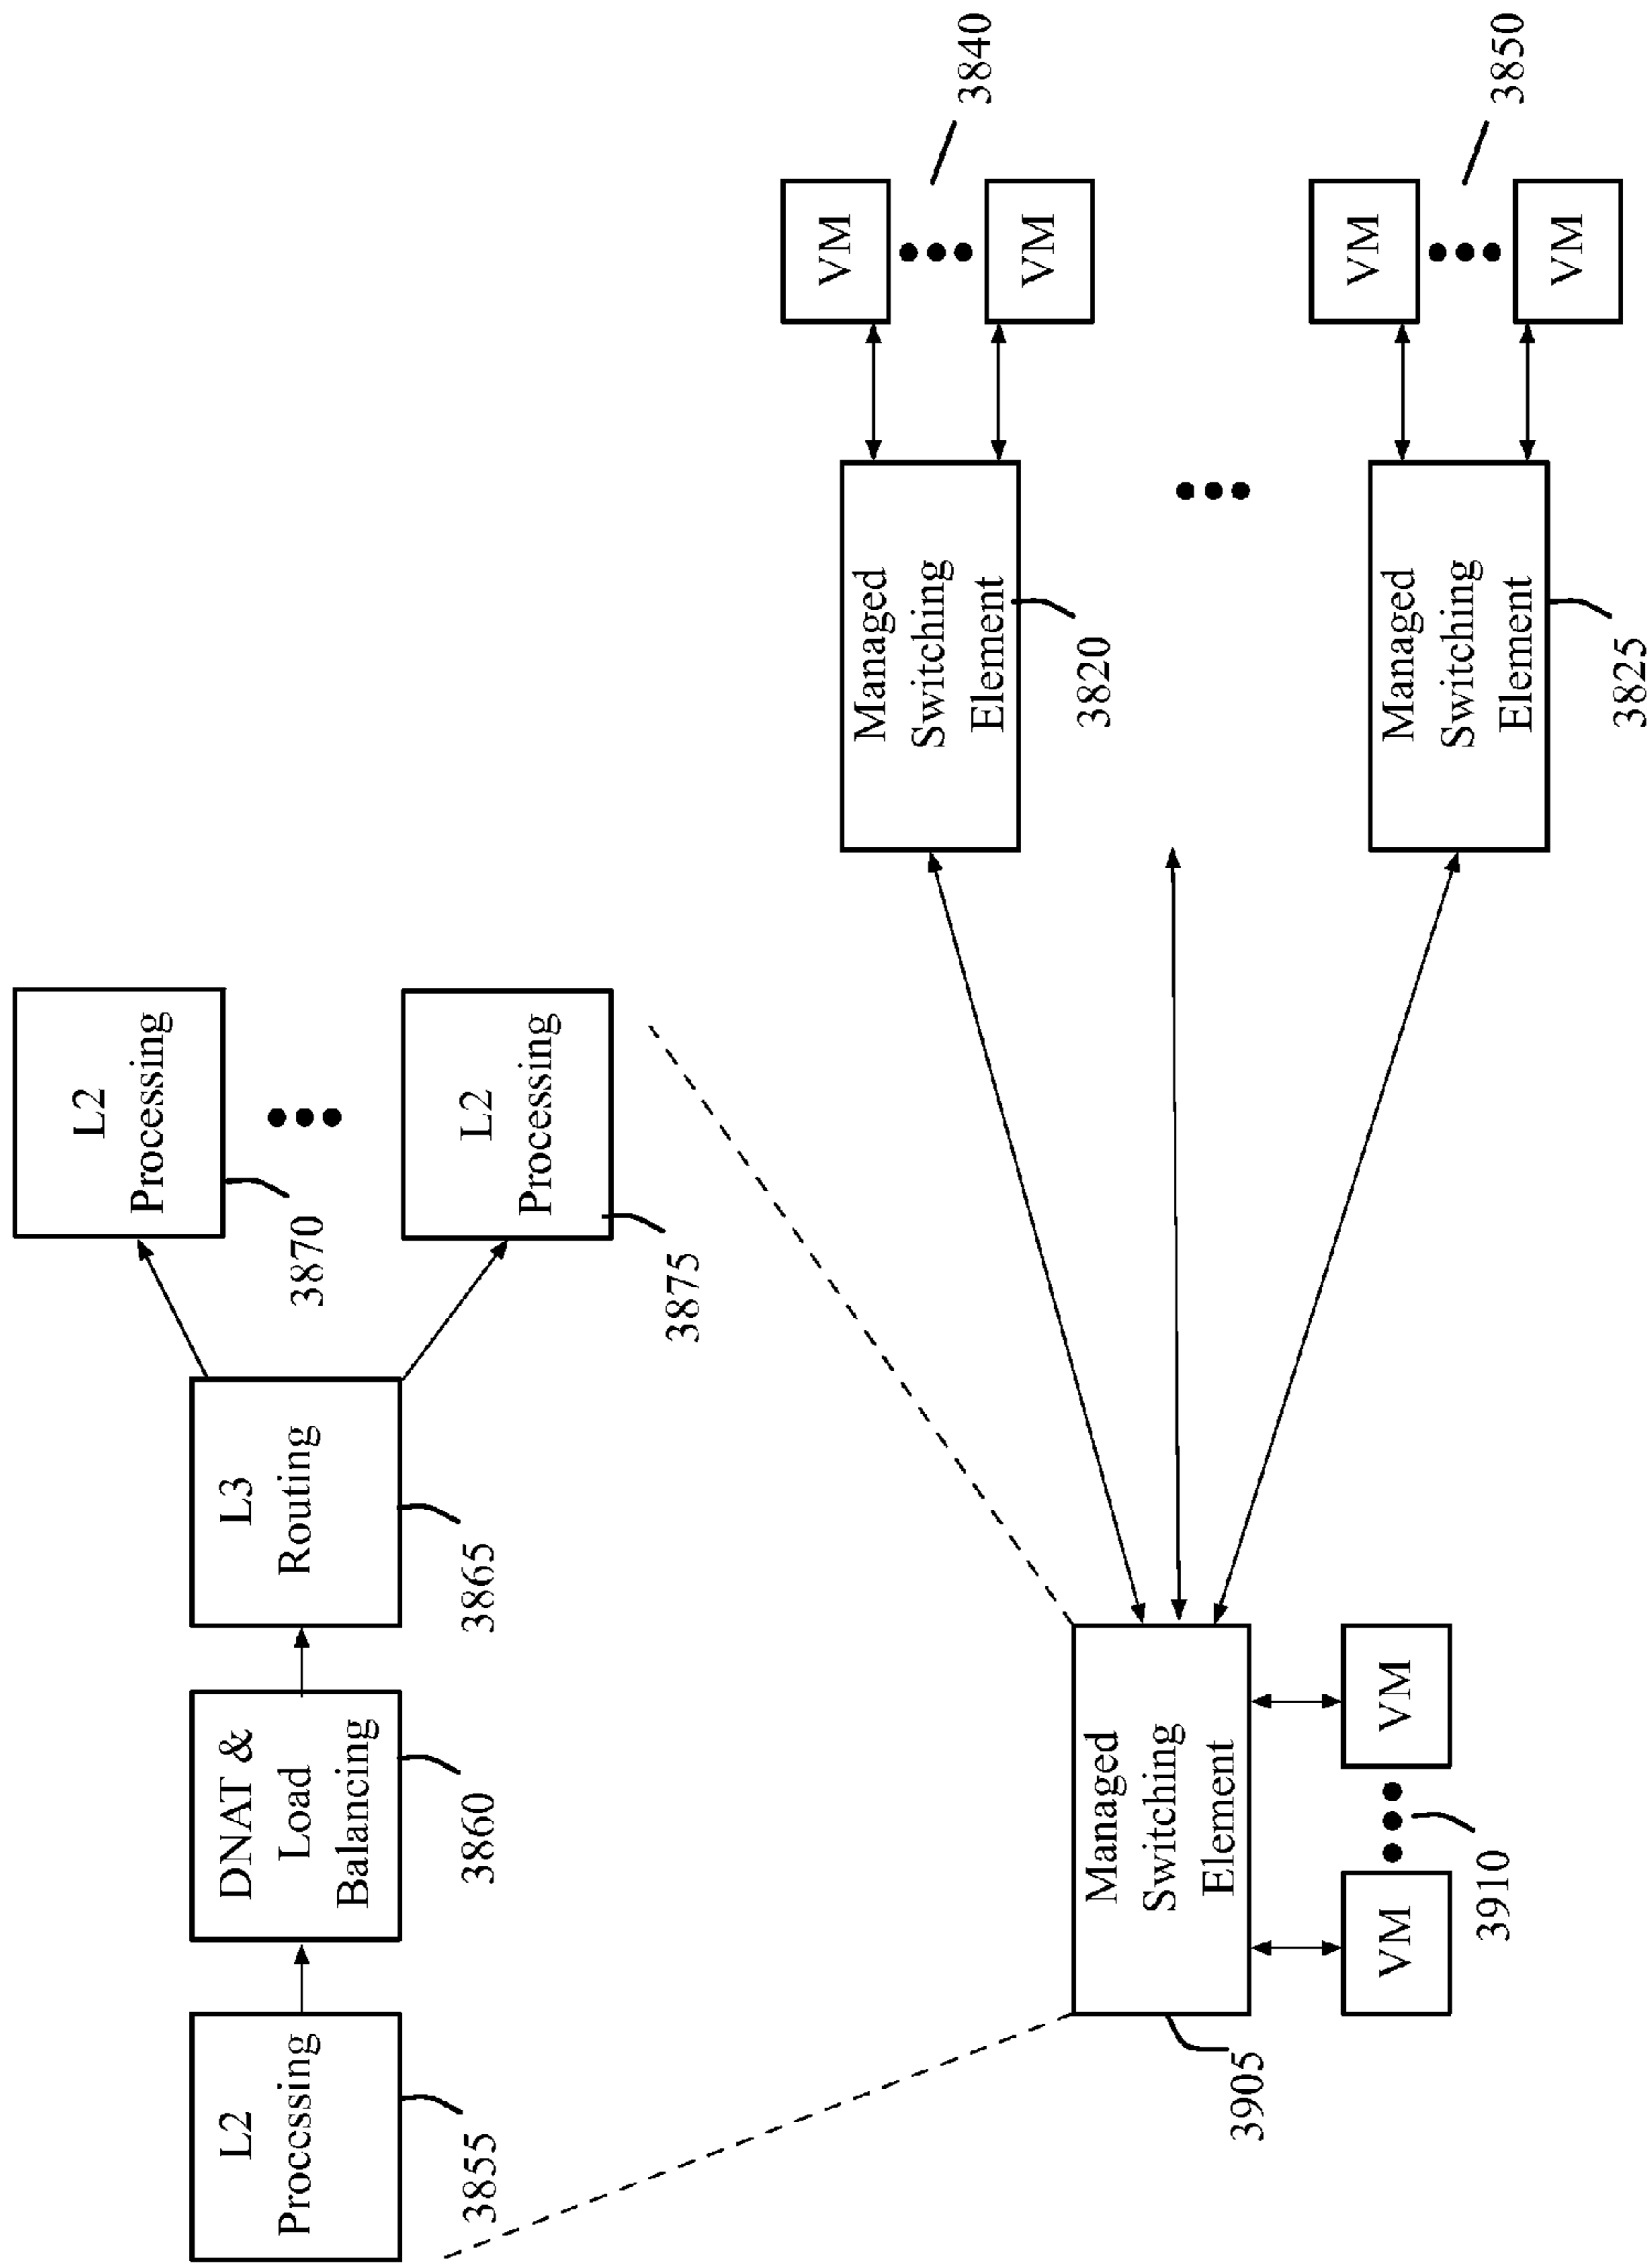 L2
Processing
3855
DNAT &
Load
Balancing
3860
L3
Routing
3865
L2
Processing
3870
L2
Processing
3875
Managed
Switching
Element
3905
VM
VM
3910
Managed
Switching
Element
3820
VM
VM
3840
Managed
Switching
Element
3825
VM
VM
3850